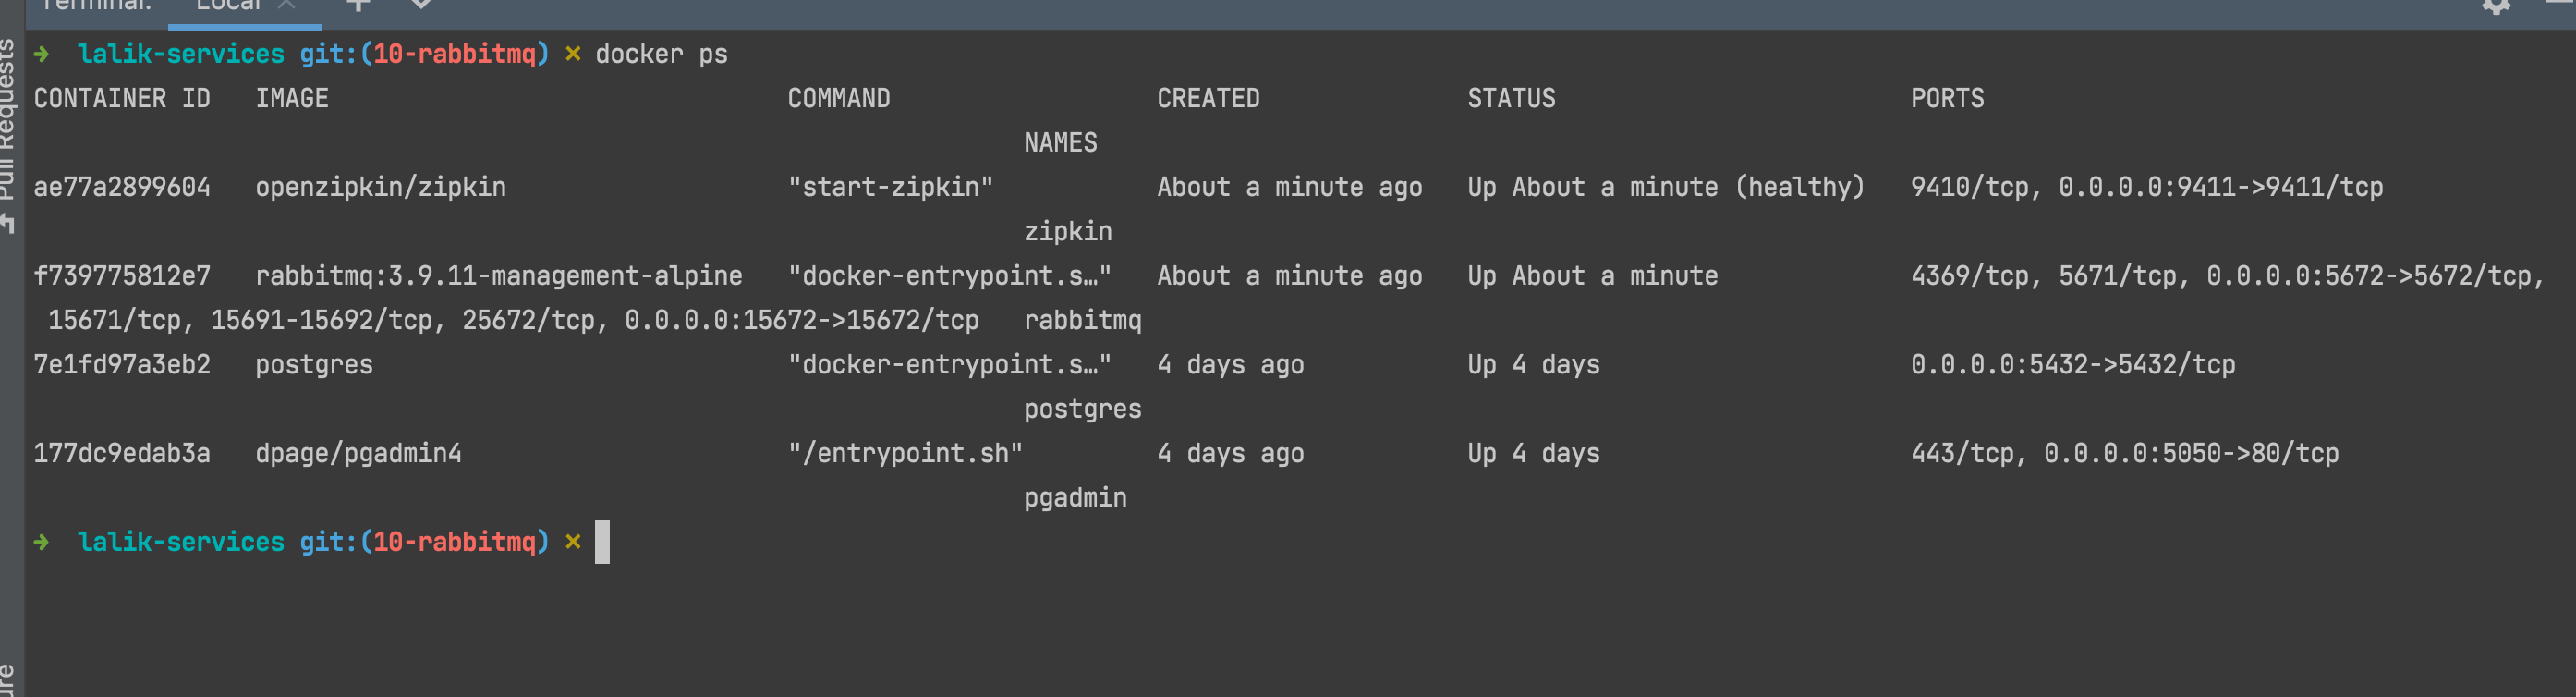 Terminal: Local
Pull Requests
→ lalik-services git:(10-rabbitmq) × docker ps
CONTAINER ID   IMAGE                               COMMAND                  CREATED              STATUS                        PORTS
NAMES
ae77a2899604   openzipkin/zipkin                   "start-zipkin"           About a minute ago   Up About a minute (healthy)   9410/tcp, 0.0.0.0:9411->9411/tcp
zipkin
f739775812e7   rabbitmq:3.9.11-management-alpine   "docker-entrypoint.s…"   About a minute ago   Up About a minute             4369/tcp, 5671/tcp, 0.0.0.0:5672->5672/tcp,
15671/tcp, 15691-15692/tcp, 25672/tcp, 0.0.0.0:15672->15672/tcp   rabbitmq
7e1fd97a3eb2   postgres                            "docker-entrypoint.s…"   4 days ago           Up 4 days                     0.0.0.0:5432->5432/tcp
postgres
177dc9edab3a   dpage/pgadmin4                      "/entrypoint.sh"         4 days ago           Up 4 days                     443/tcp, 0.0.0.0:5050->80/tcp
pgadmin
→ lalik-services git:(10-rabbitmq) ×